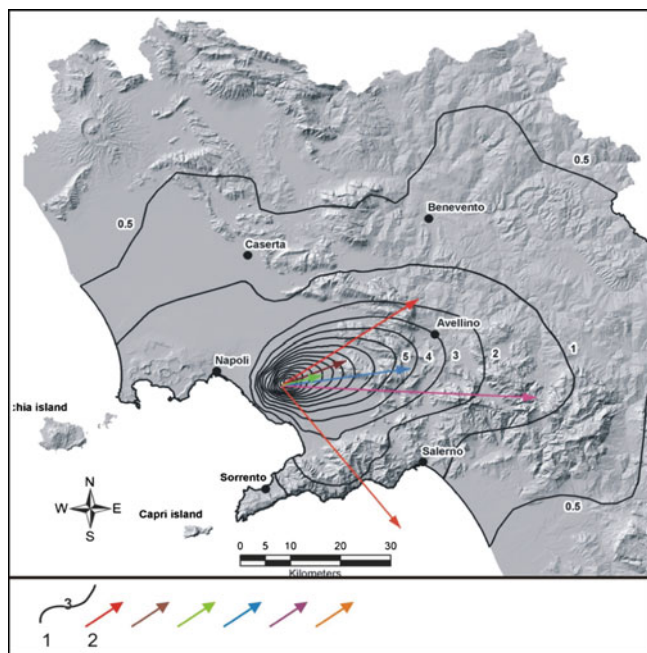 0.5
Benevento
0.5
Caserta
Avellino
Napoli
5
4
3
2
1
chia island
Salerno
Sorrento
N
W
E
S
Capri island
0.5
0 5 10 20 30
Kilometers
3
1
2